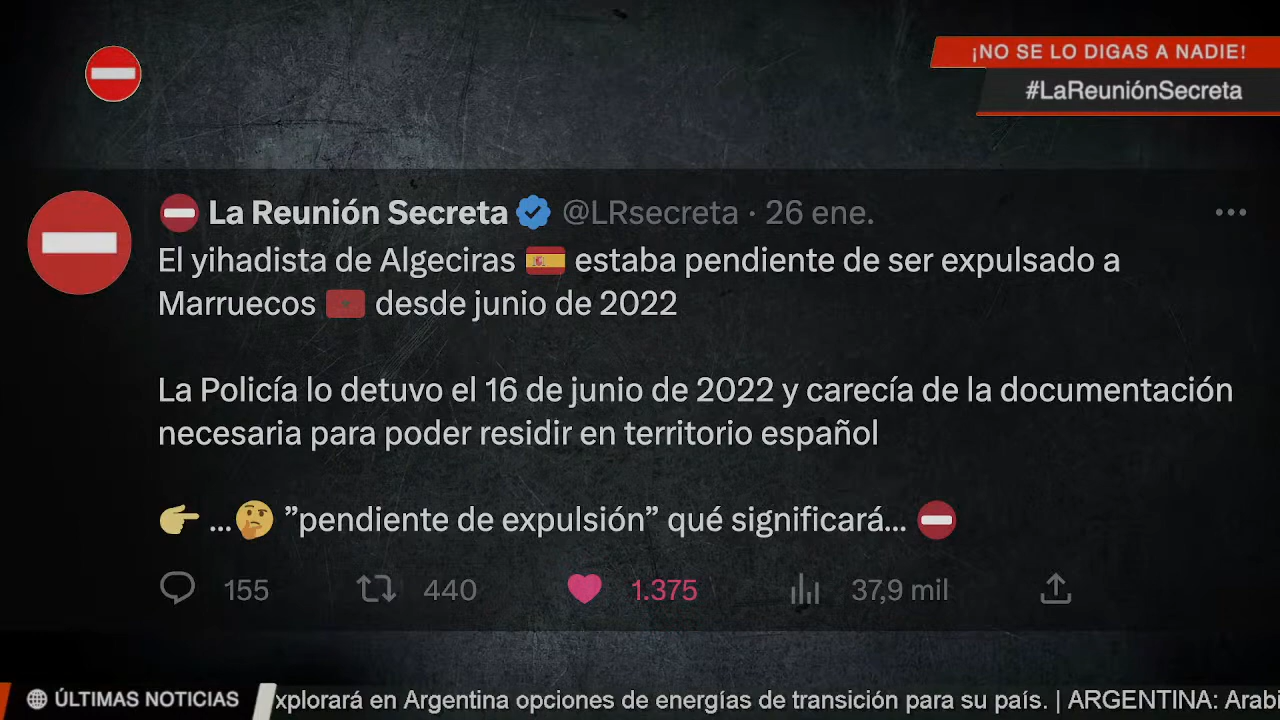 ¡NO SE LO DIGAS A NADIE!
#LaReuniónSecreta
La Reunión Secreta @LRsecreta · 26 ene.
El yihadista de Algeciras 🇪🇸 estaba pendiente de ser expulsado a
Marruecos 🇲🇦 desde junio de 2022
La Policía lo detuvo el 16 de junio de 2022 y carecía de la documentación
necesaria para poder residir en territorio español
👉 ...🤔 ”pendiente de expulsión” qué significará... ⛔
155 440 1.375 37,9 mil
ÚLTIMAS NOTICIAS
xplorará en Argentina opciones de energías de transición para su país. | ARGENTINA: Arabi